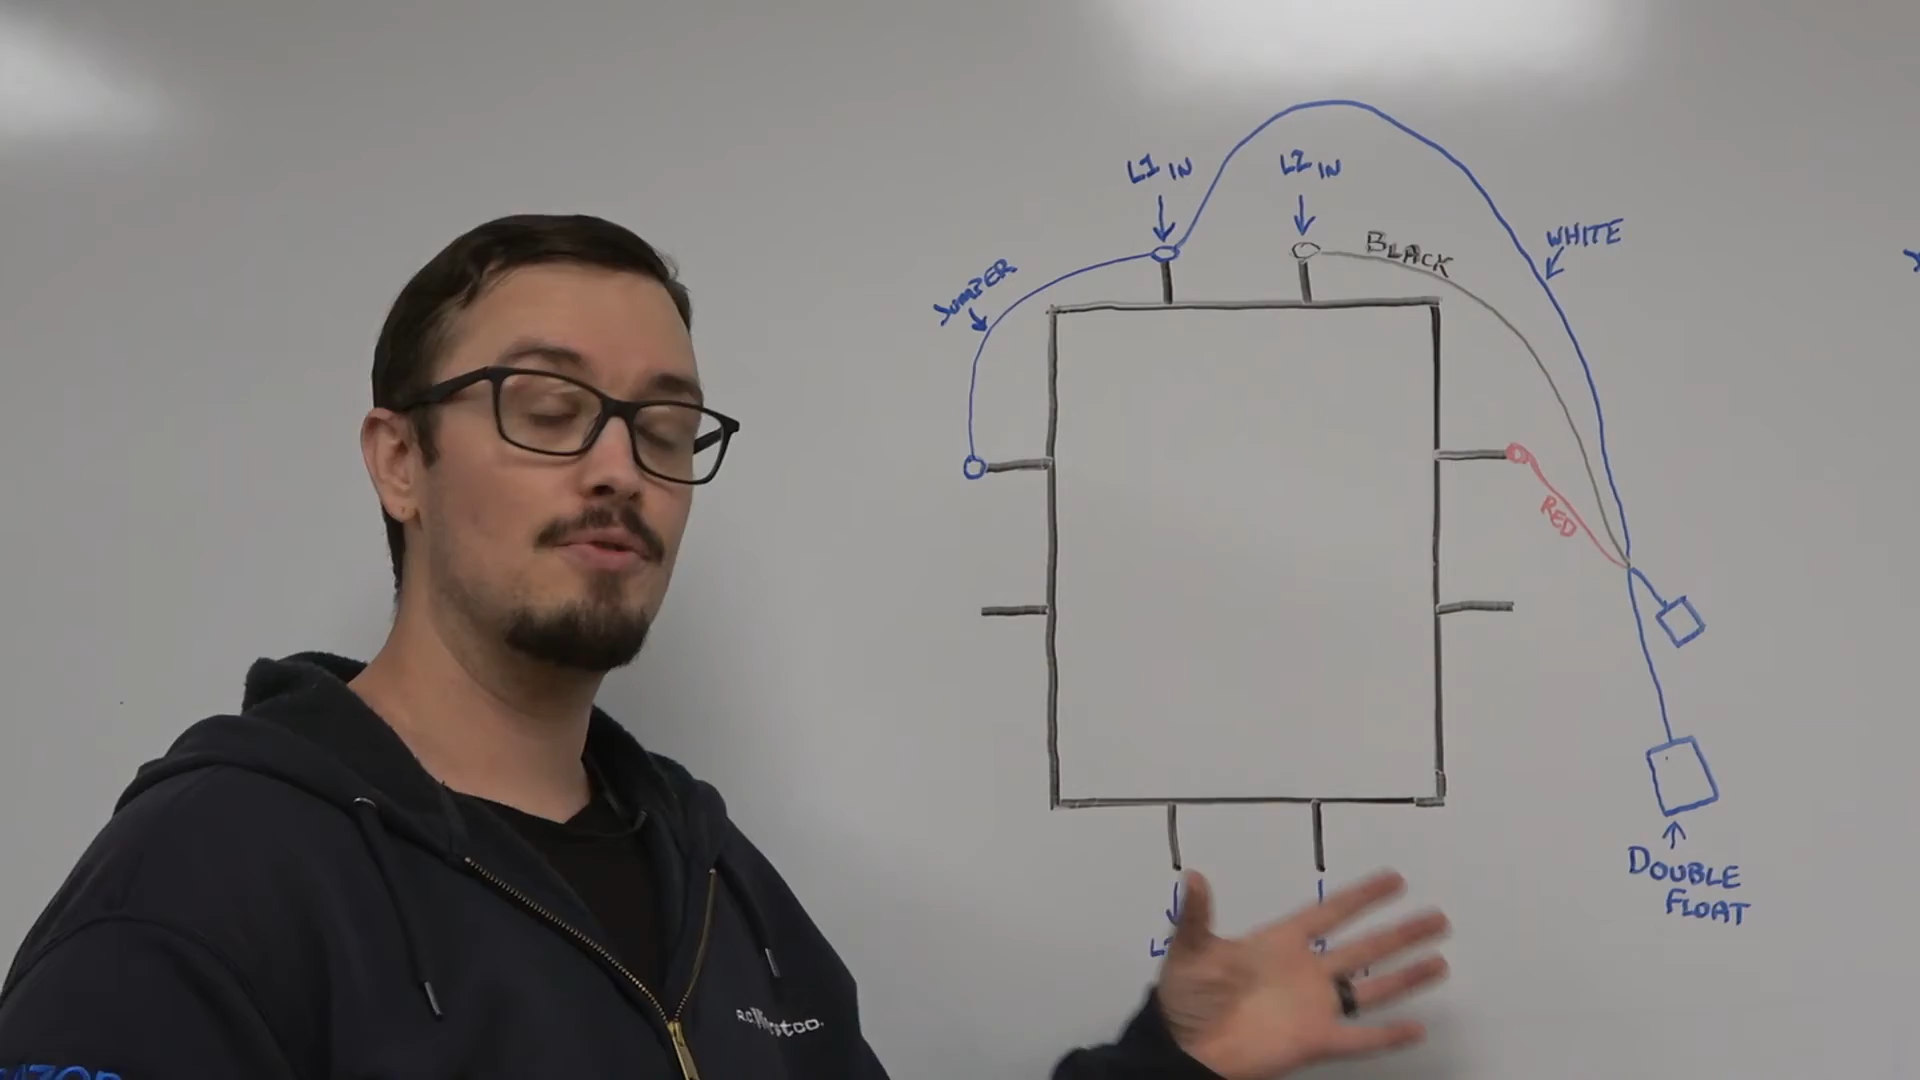 L1 IN
L2 IN
BLACK
WHITE
JUMPER
RED
DOUBLE
FLOAT